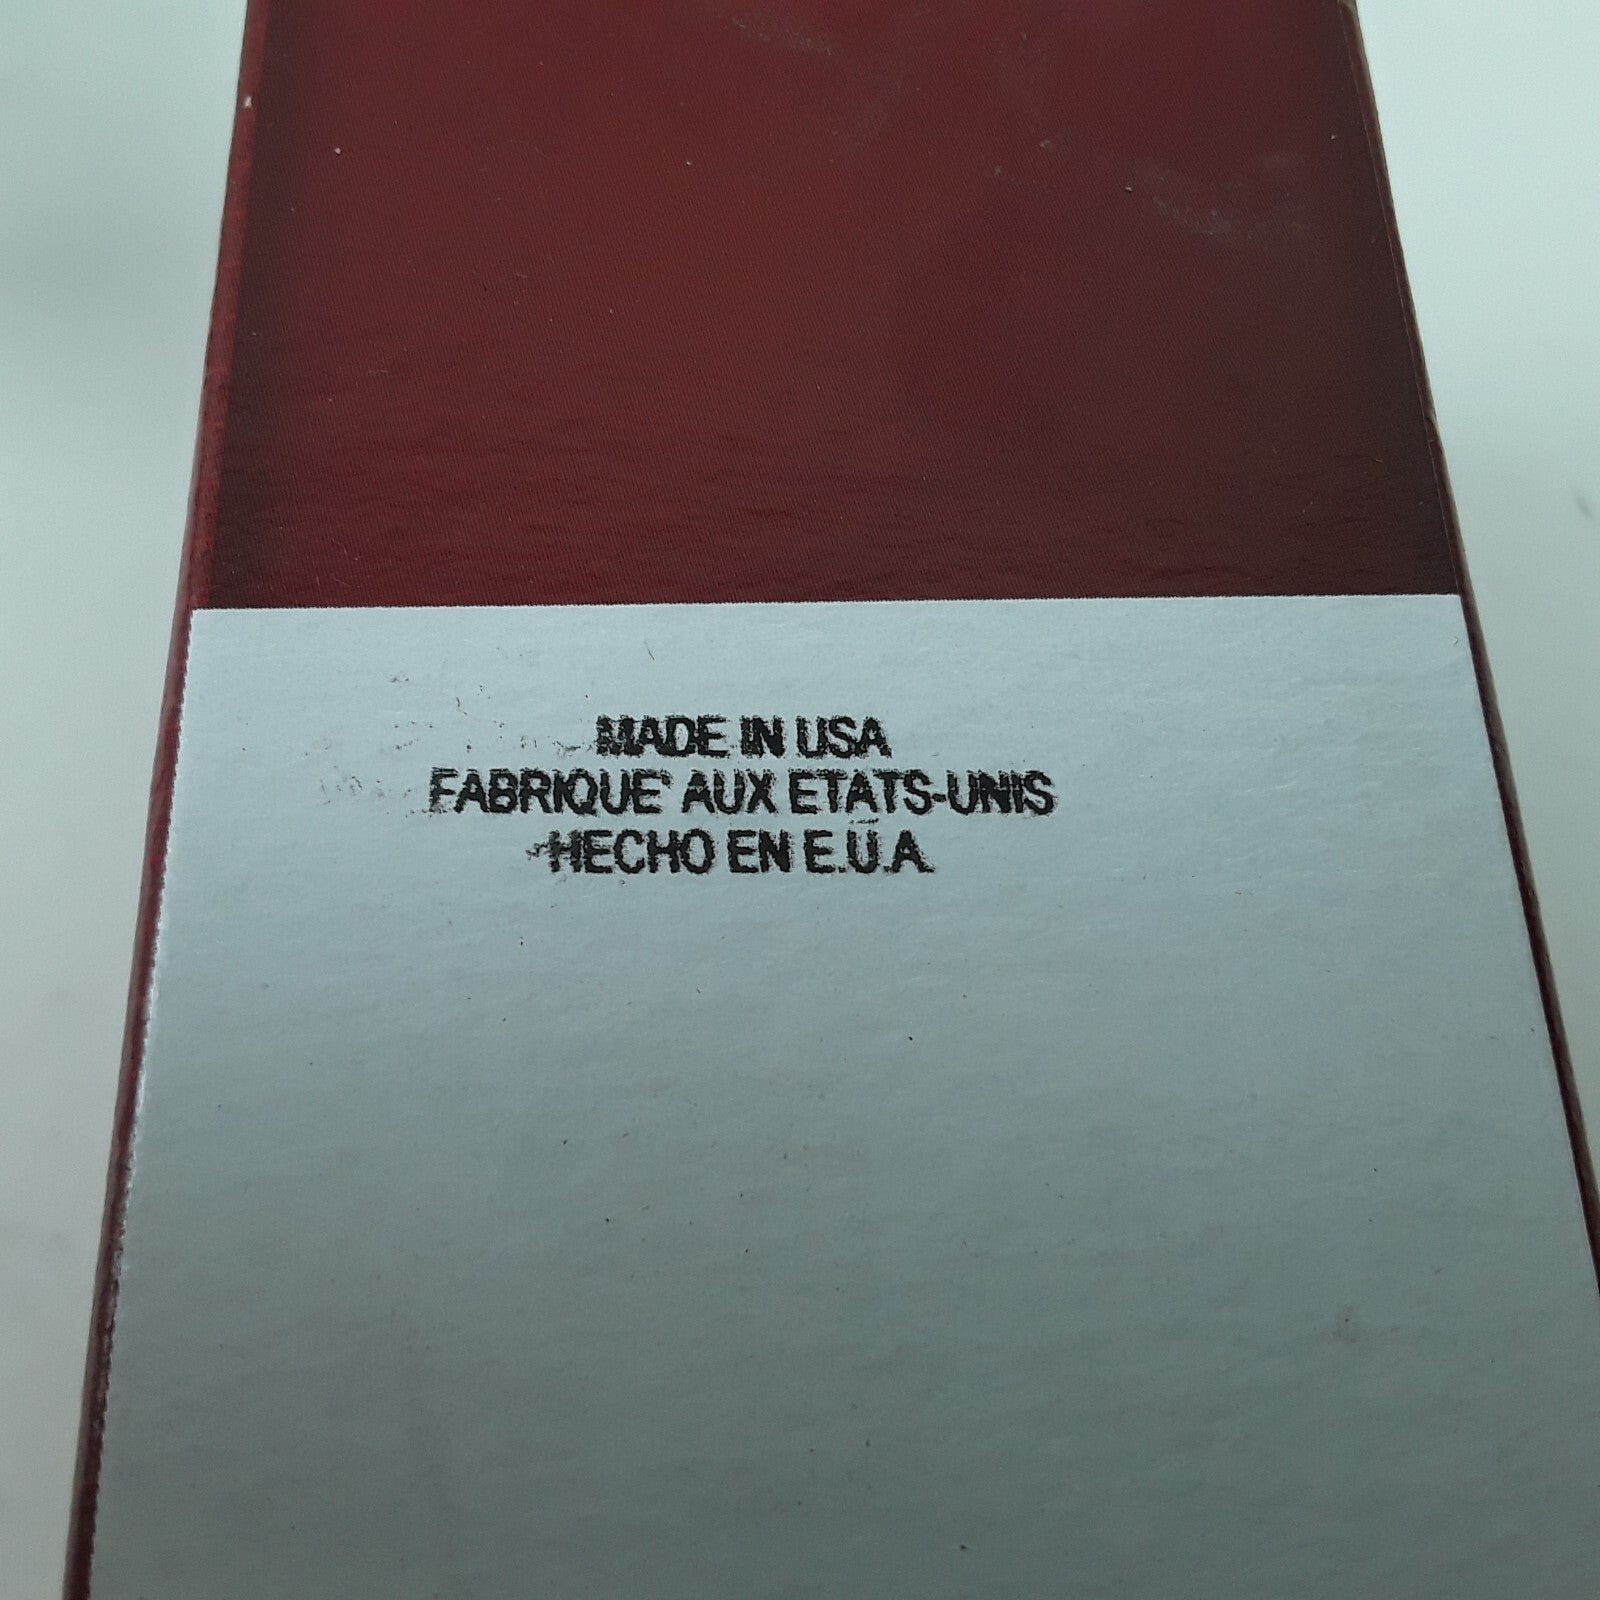 MADE IN USA
FABRIQUE' AUX ETATS-UNIS
HECHO EN E.U.A.